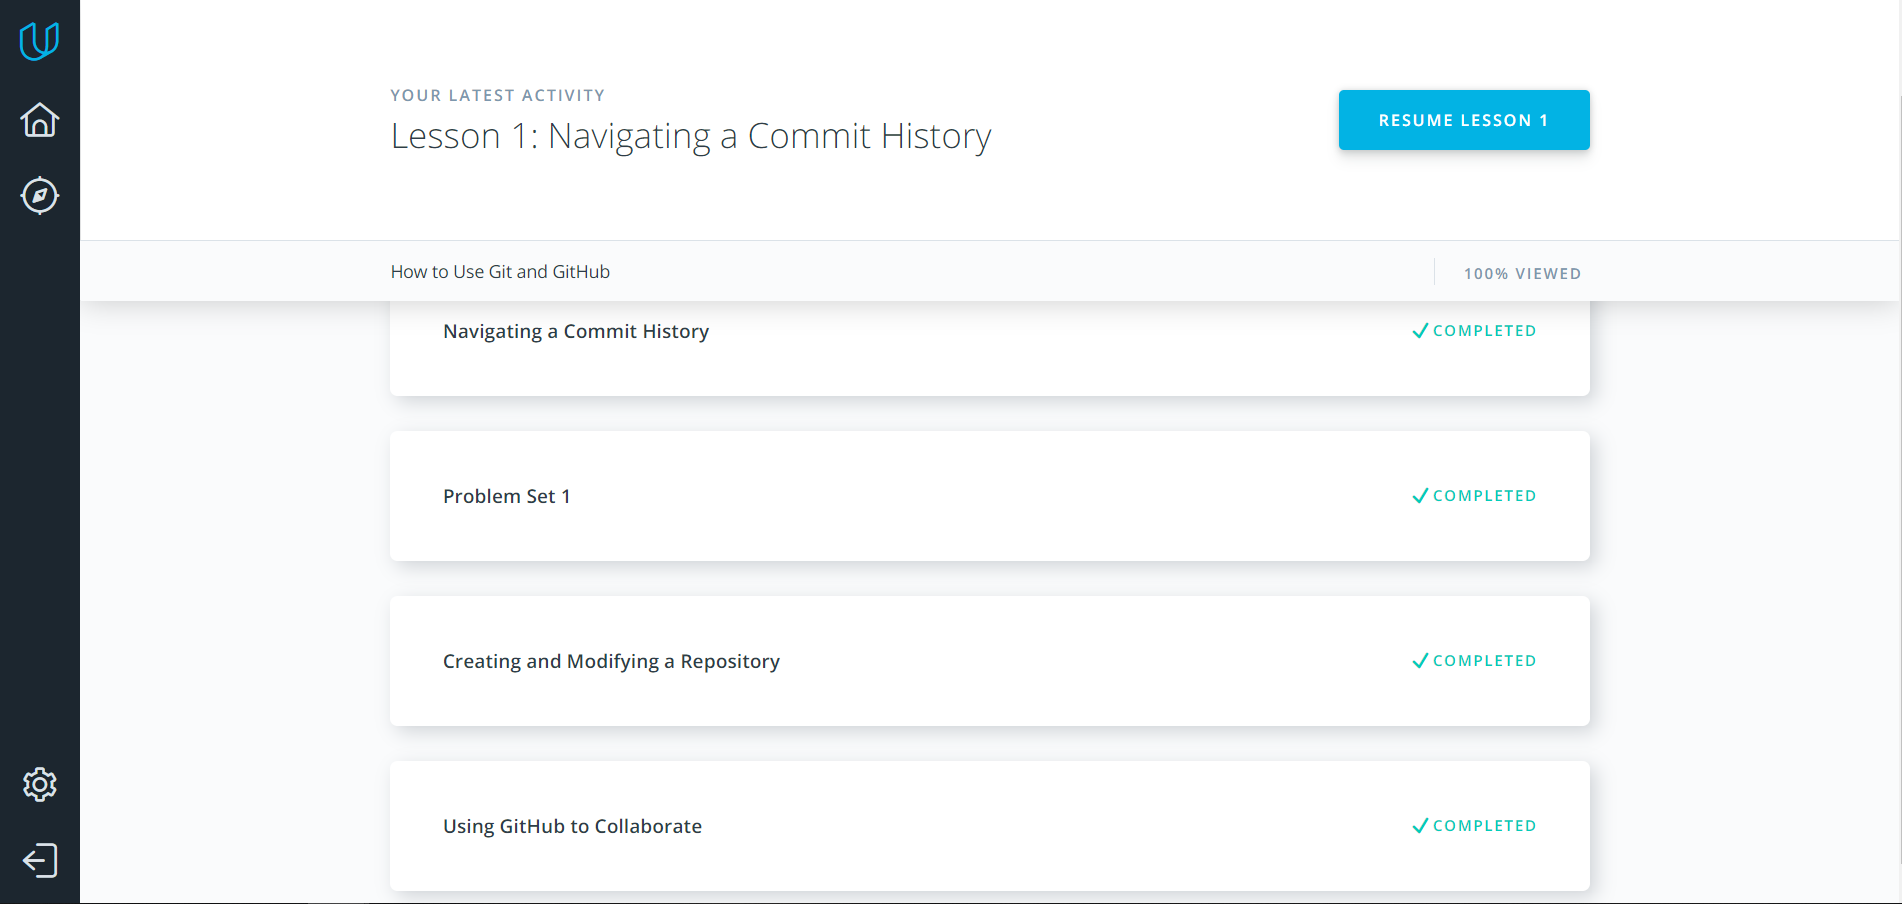 YOUR LATEST ACTIVITY
Lesson 1: Navigating a Commit History
RESUME LESSON 1
How to Use Git and GitHub
100% VIEWED
Navigating a Commit History
COMPLETED
Problem Set 1
COMPLETED
Creating and Modifying a Repository
COMPLETED
Using GitHub to Collaborate
COMPLETED